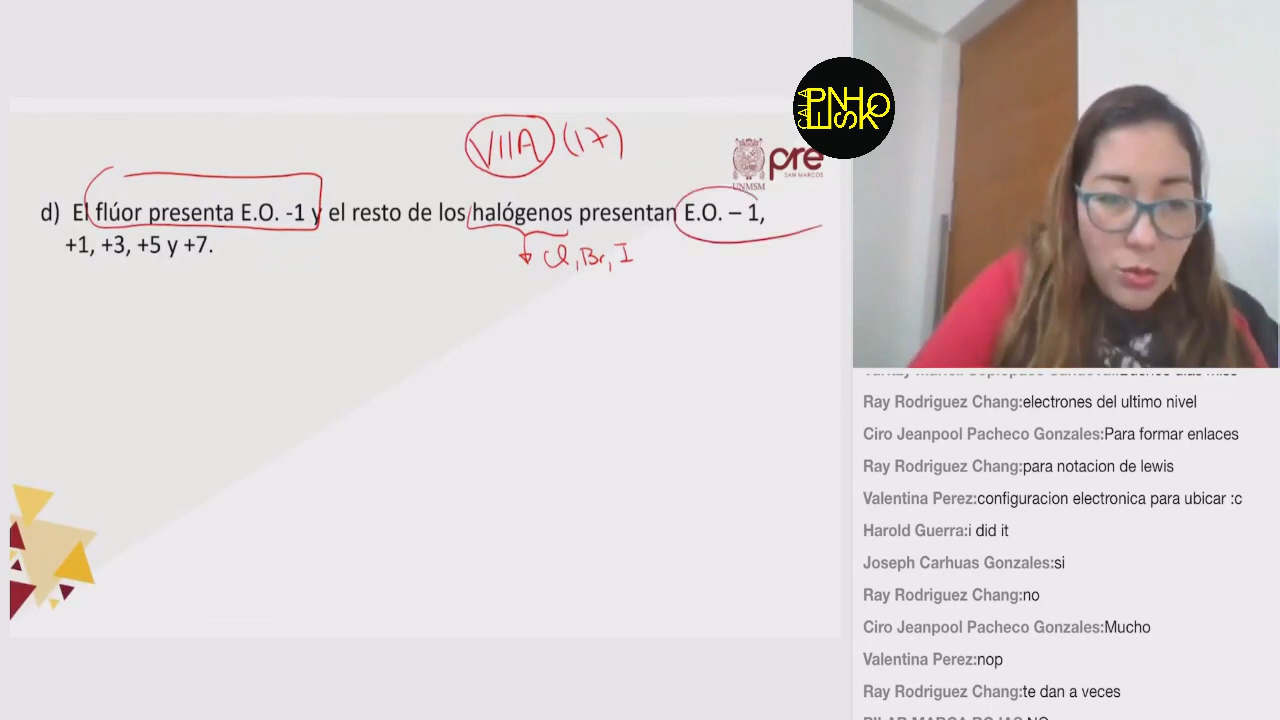 VIIA (17)
UNMSM
pre
SAN MARCOS
d) El flúor presenta E.O. -1 y el resto de los halógenos presentan E.O. – 1,
+1, +3, +5 y +7.
Cl, Br, I
Ray Rodriguez Chang:electrones del ultimo nivel
Ciro Jeanpool Pacheco Gonzales:Para formar enlaces
Ray Rodriguez Chang:para notacion de lewis
Valentina Perez:configuracion electronica para ubicar :c
Harold Guerra:i did it
Joseph Carhuas Gonzales:si
Ray Rodriguez Chang:no
Ciro Jeanpool Pacheco Gonzales:Mucho
Valentina Perez:nop
Ray Rodriguez Chang:te dan a veces